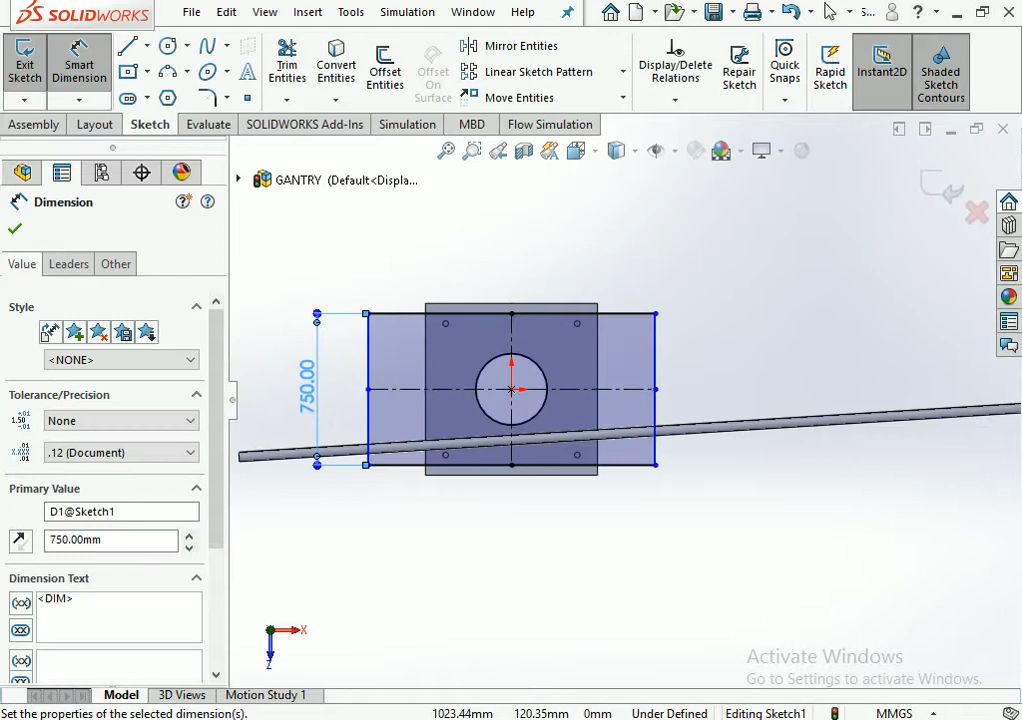 SOLIDWORKS File Edit View Insert Tools Simulation Window Help S... ?
Exit Sketch
Smart Dimension
Trim Entities
Convert Entities
Offset Entities
Offset On Surface
Mirror Entities
Linear Sketch Pattern
Move Entities
Display/Delete Relations
Repair Sketch
Quick Snaps
Rapid Sketch
Instant2D
Shaded Sketch Contours
Assembly Layout Sketch Evaluate SOLIDWORKS Add-Ins Simulation MBD Flow Simulation
GANTRY (Default<Displa...
Dimension
Value Leaders Other
Style
<NONE>
Tolerance/Precision
None
.12 (Document)
Primary Value
D1@Sketch1
750.00mm
Dimension Text
<DIM>
750.00
X
Z
Activate Windows
Go to Settings to activate Windows.
Model 3D Views Motion Study 1
Set the properties of the selected dimension(s). 1023.44mm 120.35mm 0mm Under Defined Editing Sketch1 MMGS